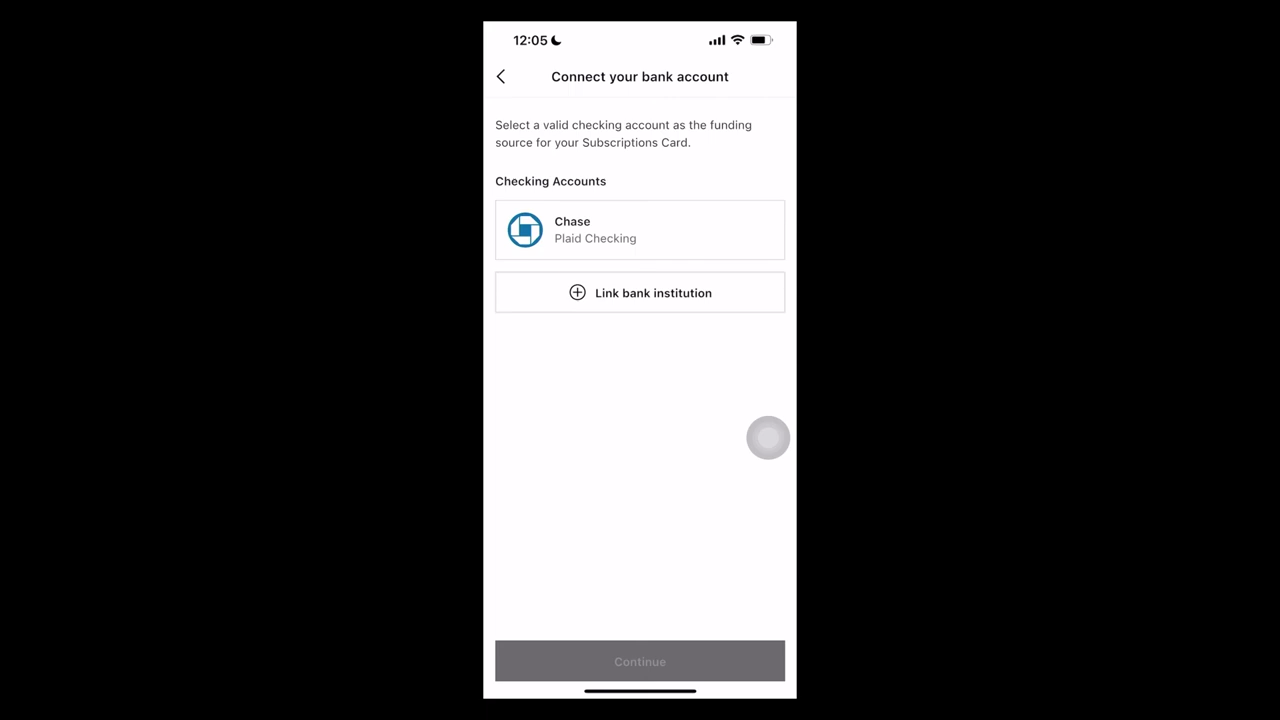 12:05
Connect your bank account
Select a valid checking account as the funding
source for your Subscriptions Card.
Checking Accounts
Chase
Plaid Checking
Link bank institution
Continue